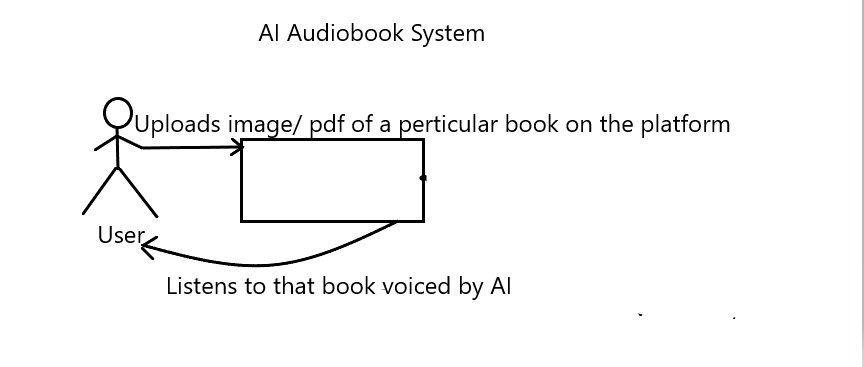 AI Audiobook System
Uploads image/ pdf of a perticular book on the platform
User
Listens to that book voiced by AI